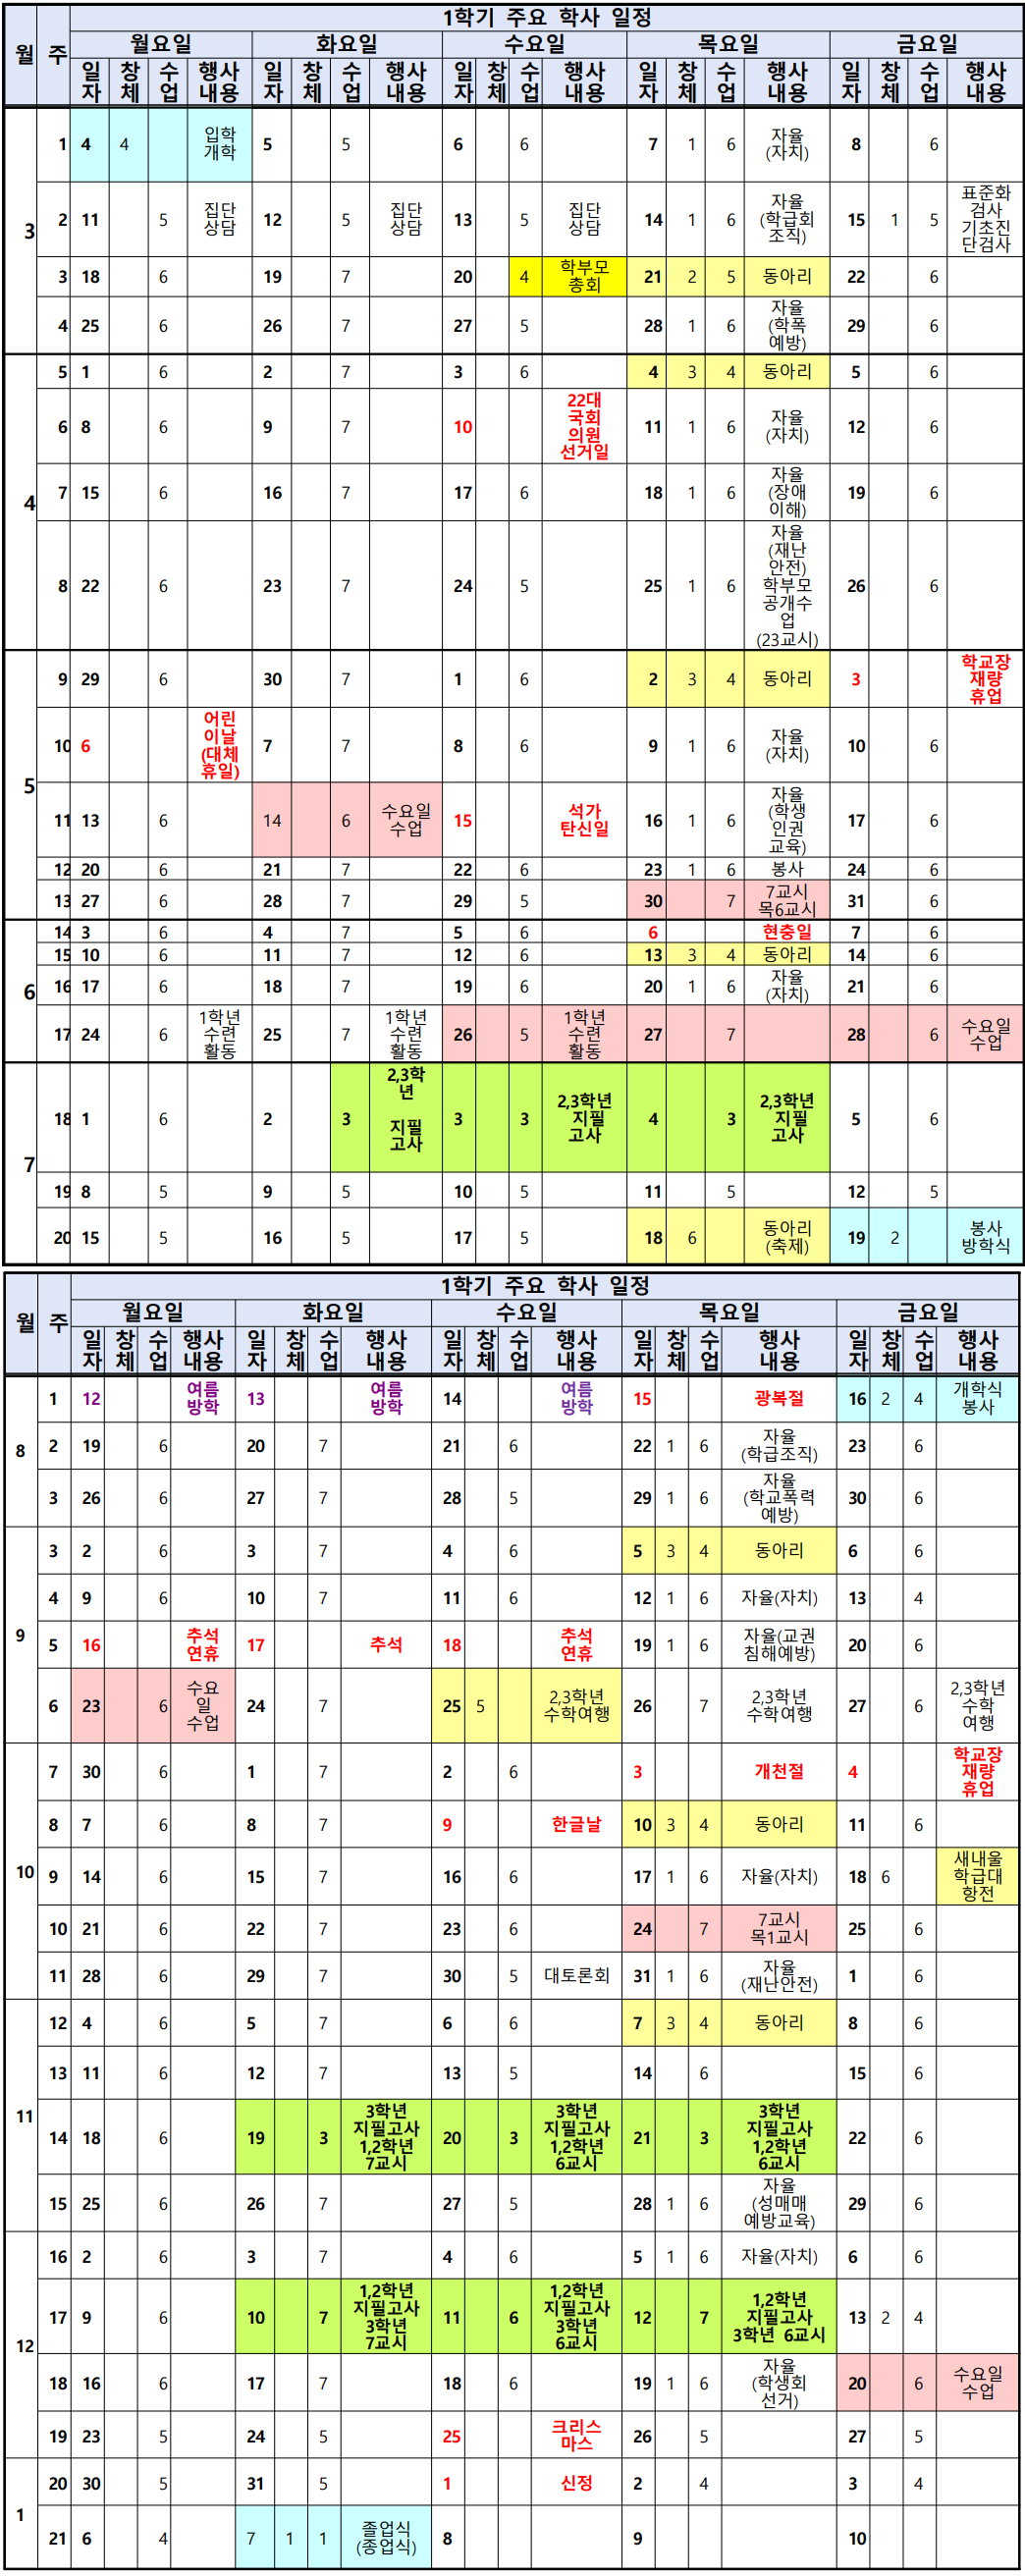 1학기 주요 학사 일정
월 주 월요일 화요일 수요일 목요일 금요일
일자 창체 수업 행사내용 일자 창체 수업 행사내용 일자 창체 수업 행사내용 일자 창체 수업 행사내용 일자 창체 수업 행사내용
3
1 4 4 입학 개학 5 5 6 6 7 1 6 자율 (자치) 8 6
2 11 5 집단 상담 12 5 집단 상담 13 5 집단 상담 14 1 6 자율 (학급회 조직) 15 1 5 표준화 검사 기초진 단검사
3 18 6 19 7 20 4 학부모 총회 21 2 5 동아리 22 6
4 25 6 26 7 27 5 28 1 6 자율 (학폭 예방) 29 6
4
5 1 6 2 7 3 6 4 3 4 동아리 5 6
6 8 6 9 7 10 22대 국회 의원 선거일 11 1 6 자율 (자치) 12 6
7 15 6 16 7 17 6 18 1 6 자율 (장애 이해) 19 6
8 22 6 23 7 24 5 25 1 6 자율 (재난 안전) 학부모 공개수 업 (23교시) 26 6
5
9 29 6 30 7 1 6 2 3 4 동아리 3 학교장 재량 휴업
10 6 어린 이날 (대체 휴일) 7 7 8 6 9 1 6 자율 (자치) 10 6
11 13 6 14 6 수요일 수업 15 석가 탄신일 16 1 6 자율 (학생 인권 교육) 17 6
12 20 6 21 7 22 6 23 1 6 봉사 24 6
13 27 6 28 7 29 5 30 7 7교시 목6교시 31 6
6
14 3 6 4 7 5 6 6 현충일 7 6
15 10 6 11 7 12 6 13 3 4 동아리 14 6
16 17 6 18 7 19 6 20 1 6 자율 (자치) 21 6
17 24 6 1학년 수련 활동 25 7 1학년 수련 활동 26 5 1학년 수련 활동 27 7 28 6 수요일 수업
7
18 1 6 2 3 2,3학 년 지필 고사 3 3 2,3학년 지필 고사 4 3 2,3학년 지필 고사 5 6
19 8 5 9 5 10 5 11 5 12 5
20 15 5 16 5 17 5 18 6 동아리 (축제) 19 2 봉사 방학식
1학기 주요 학사 일정
월 주 월요일 화요일 수요일 목요일 금요일
일자 창체 수업 행사내용 일자 창체 수업 행사내용 일자 창체 수업 행사내용 일자 창체 수업 행사내용 일자 창체 수업 행사내용
8
1 12 여름 방학 13 여름 방학 14 여름 방학 15 광복절 16 2 4 개학식 봉사
2 19 6 20 7 21 6 22 1 6 자율 (학급조직) 23 6
3 26 6 27 7 28 5 29 1 6 자율 (학교폭력 예방) 30 6
9
3 2 6 3 7 4 6 5 3 4 동아리 6 6
4 9 6 10 7 11 6 12 1 6 자율(자치) 13 4
5 16 추석 연휴 17 추석 18 추석 연휴 19 1 6 자율(교권 침해예방) 20 6
6 23 6 수요 일 수업 24 7 25 5 2,3학년 수학여행 26 7 2,3학년 수학여행 27 6 2,3학년 수학 여행
10
7 30 6 1 7 2 6 3 개천절 4 학교장 재량 휴업
8 7 6 8 7 9 한글날 10 3 4 동아리 11 6
9 14 6 15 7 16 6 17 1 6 자율(자치) 18 6 새내울 학급대 항전
10 21 6 22 7 23 6 24 7 7교시 목1교시 25 6
11 28 6 29 7 30 5 대토론회 31 1 6 자율 (재난안전) 1 6
11
12 4 6 5 7 6 6 7 3 4 동아리 8 6
13 11 6 12 7 13 5 14 6 15 6
14 18 6 19 3 3학년 지필고사 1,2학년 7교시 20 3 3학년 지필고사 1,2학년 6교시 21 3 3학년 지필고사 1,2학년 6교시 22 6
15 25 6 26 7 27 5 28 1 6 자율 (성매매 예방교육) 29 6
12
16 2 6 3 7 4 6 5 1 6 자율(자치) 6 6
17 9 6 10 7 1,2학년 지필고사 3학년 7교시 11 6 1,2학년 지필고사 3학년 6교시 12 7 1,2학년 지필고사 3학년 6교시 13 2 4
18 16 6 17 7 18 6 19 1 6 자율 (학생회 선거) 20 6 수요일 수업
19 23 5 24 5 25 크리스 마스 26 5 27 5
1
20 30 5 31 5 1 신정 2 4 3 4
21 6 4 7 1 1 졸업식 (종업식) 8 9 10